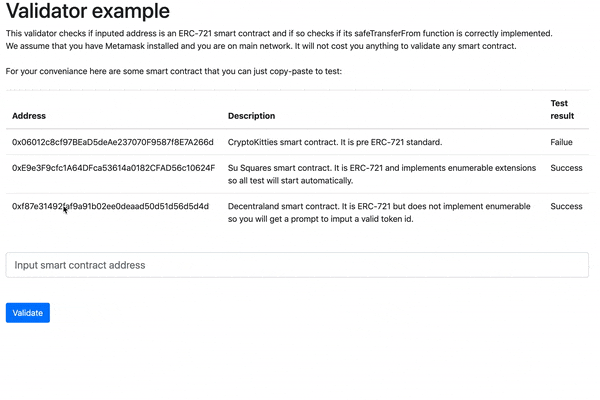 Validator example
This validator checks if inputed address is an ERC-721 smart contract and if so checks if its safeTransferFrom function is correctly implemented.
We assume that you have Metamask installed and you are on main network. It will not cost you anything to validate any smart contract.
For your convenience here are some smart contract that you can just copy-paste to test:
Address Description Test result
0x06012c8cf97BEaD5deAe237070F9587f8E7A266d CryptoKitties smart contract. It is pre ERC-721 standard. Failue
0xE9e3F9cfc1A64DFca53614a0182CFAD56c10624F Su Squares smart contract. It is ERC-721 and implements enumerable extensions Success
so all test will start automatically.
0xf87e31492faf9a91b02ee0deaad50d51d56d5d4d Decentraland smart contract. It is ERC-721 but does not implement enumerable Success
so you will get a prompt to imput a valid token id.
Input smart contract address
Validate